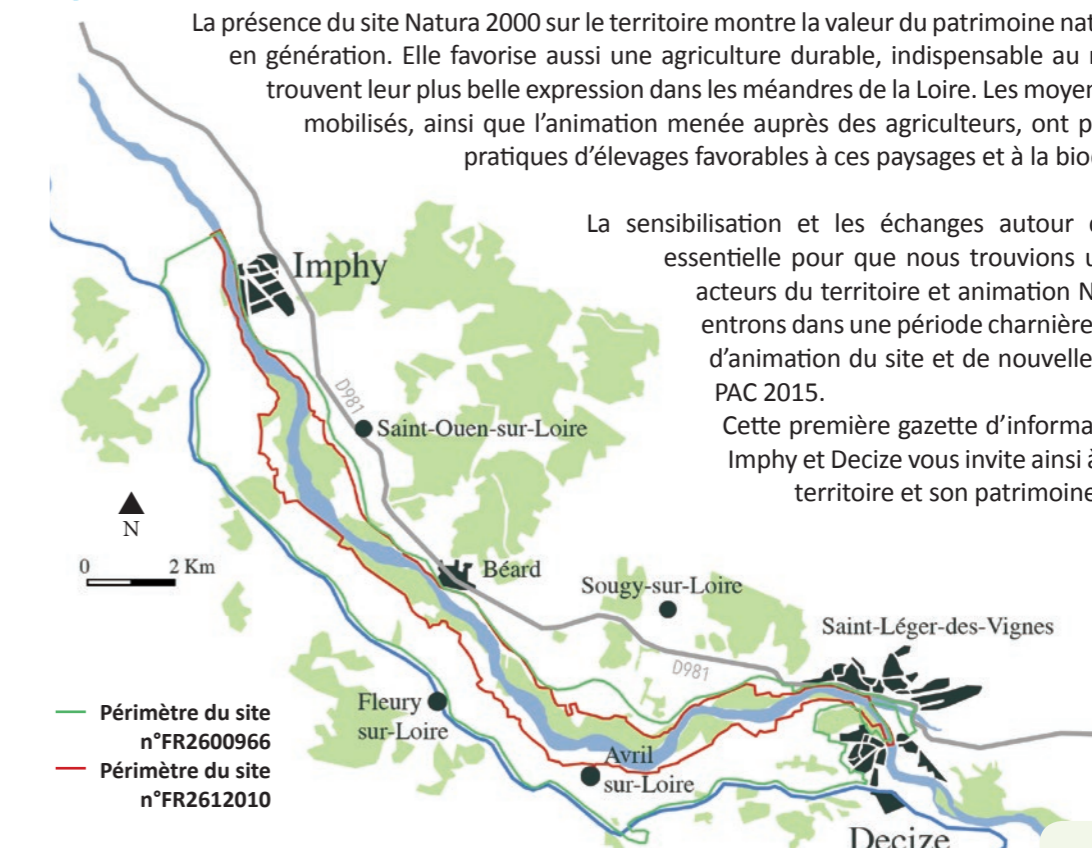 La présence du site Natura 2000 sur le territoire montre la valeur du patrimoine
en génération. Elle favorise aussi une agriculture durable, indispensable au
trouvent leur plus belle expression dans les méandres de la Loire. Les
mobilisés, ainsi que l’animation menée auprès des agriculteurs, ont
pratiques d’élevages favorables à ces paysages et à la
La sensibilisation et les échanges autour
essentielle pour que nous trouvions
acteurs du territoire et animation
entrons dans une période charnière
d’animation du site et de
PAC 2015.
Cette première gazette
Imphy et Decize vous invite ainsi à
territoire et son patrimoine
Imphy
D981
Saint-Ouen-sur-Loire
N
0 2 Km
Béard
Sougy-sur-Loire
Saint-Léger-des-Vignes
D981
Fleury
sur-Loire
Avril
sur-Loire
Decize
Périmètre du site
n°FR2600966
Périmètre du site
n°FR2612010